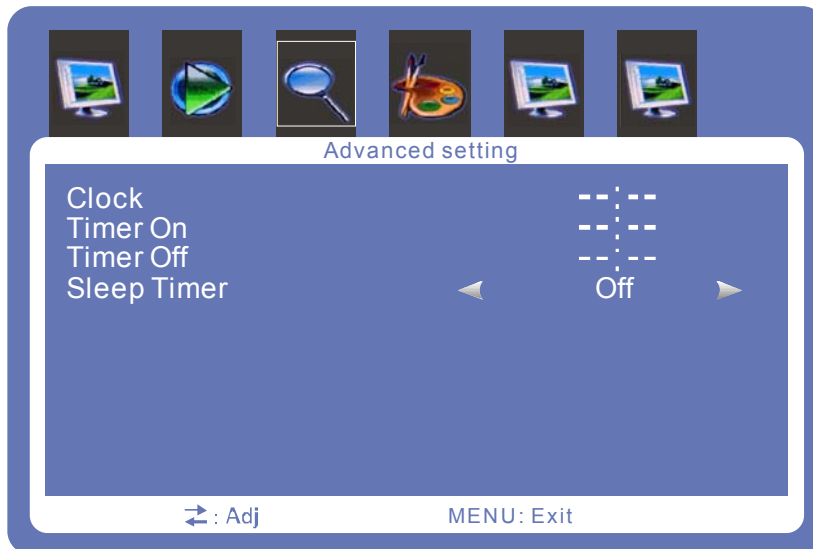 Advanced setting
Clock --:--
Timer On --:--
Timer Off --:--
Sleep Timer Off
: Adj MENU: Exit